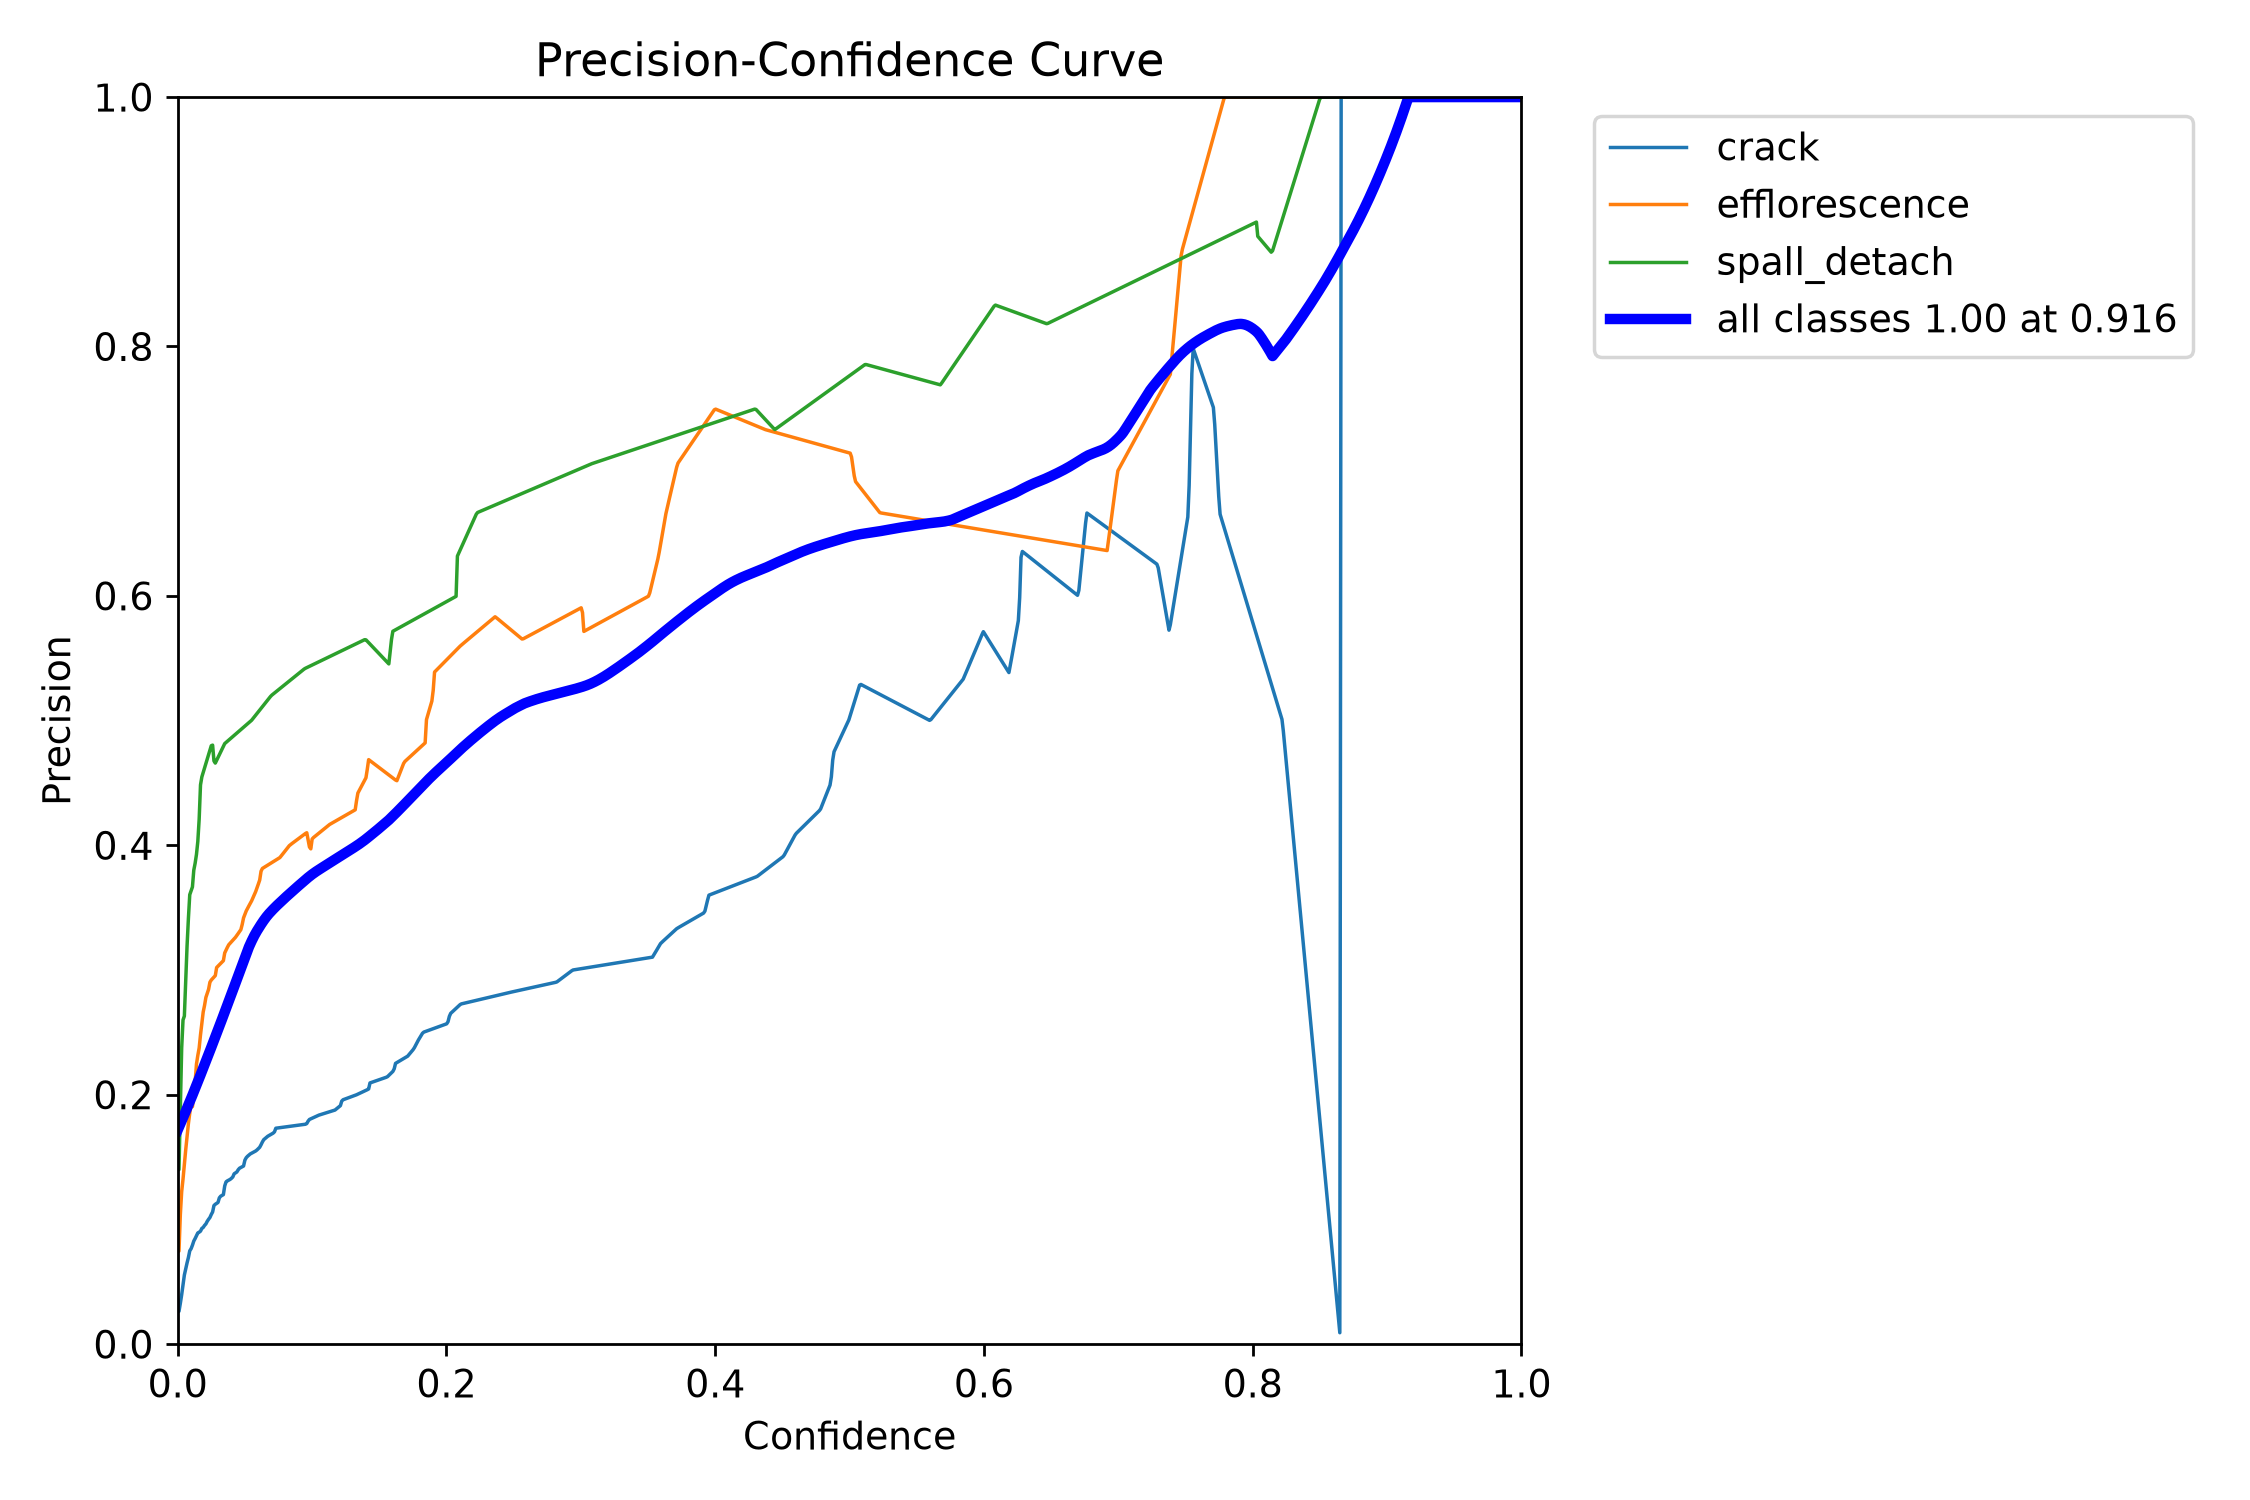 Precision-Confidence Curve
1.0
0.8
0.6
0.4
0.2
0.0
Precision
0.0 0.2 0.4 0.6 0.8 1.0
Confidence
crack
efflorescence
spall_detach
all classes 1.00 at 0.916